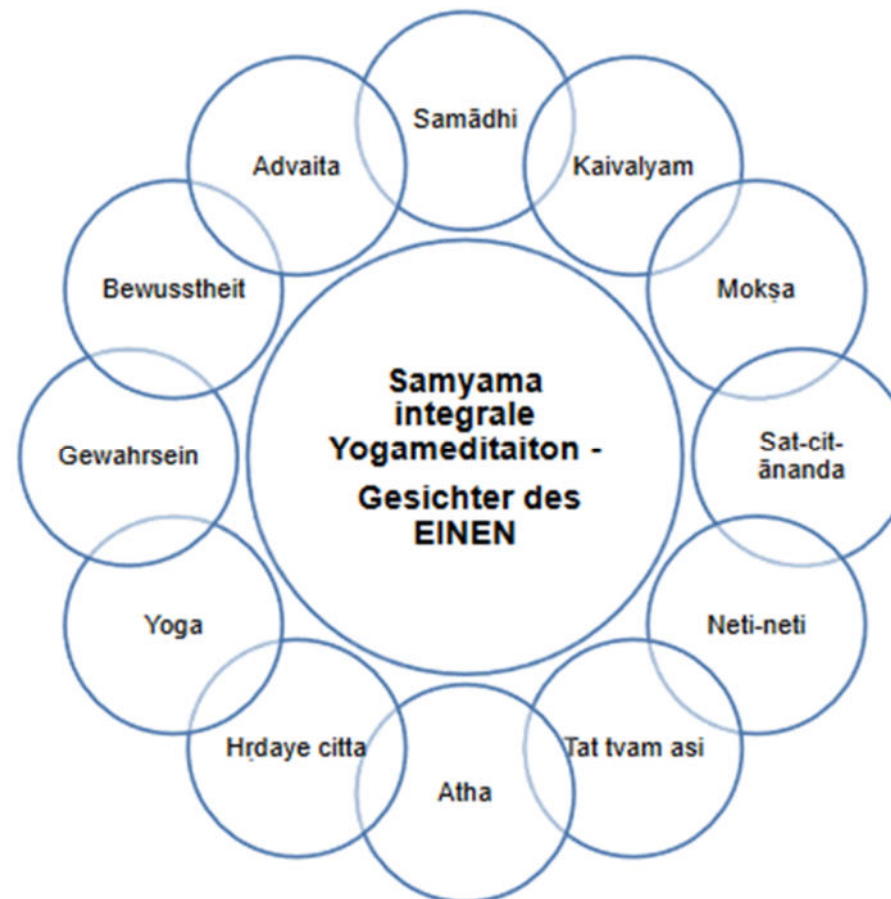 Samādhi
Kaivalyam
Mokṣa
Sat-cit-
ānanda
Neti-neti
Tat tvam asi
Atha
Hṛdaye citta
Yoga
Gewahrsein
Bewusstheit
Advaita
Samyama
integrale
Yogameditaiton -
Gesichter des
EINEN